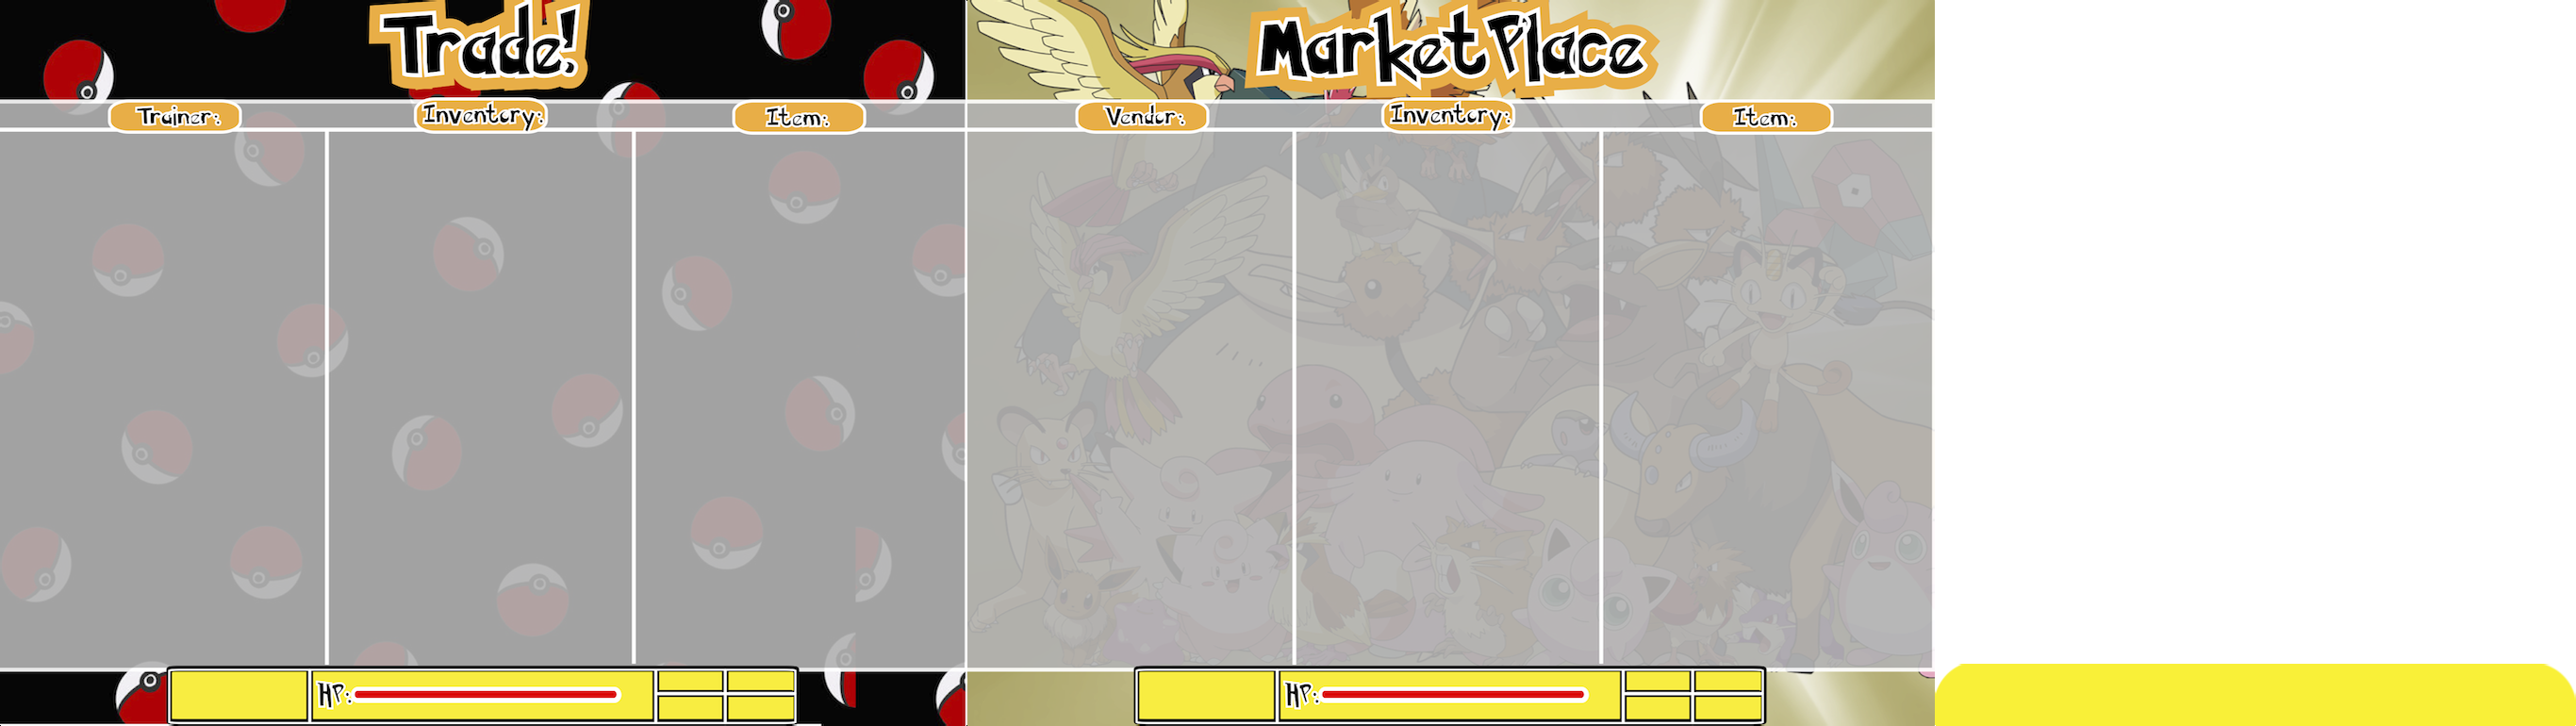 Trade!
Trainer:
Inventory:
Item:
HP:
Market Place
Vendor:
Inventory:
Item:
HP: